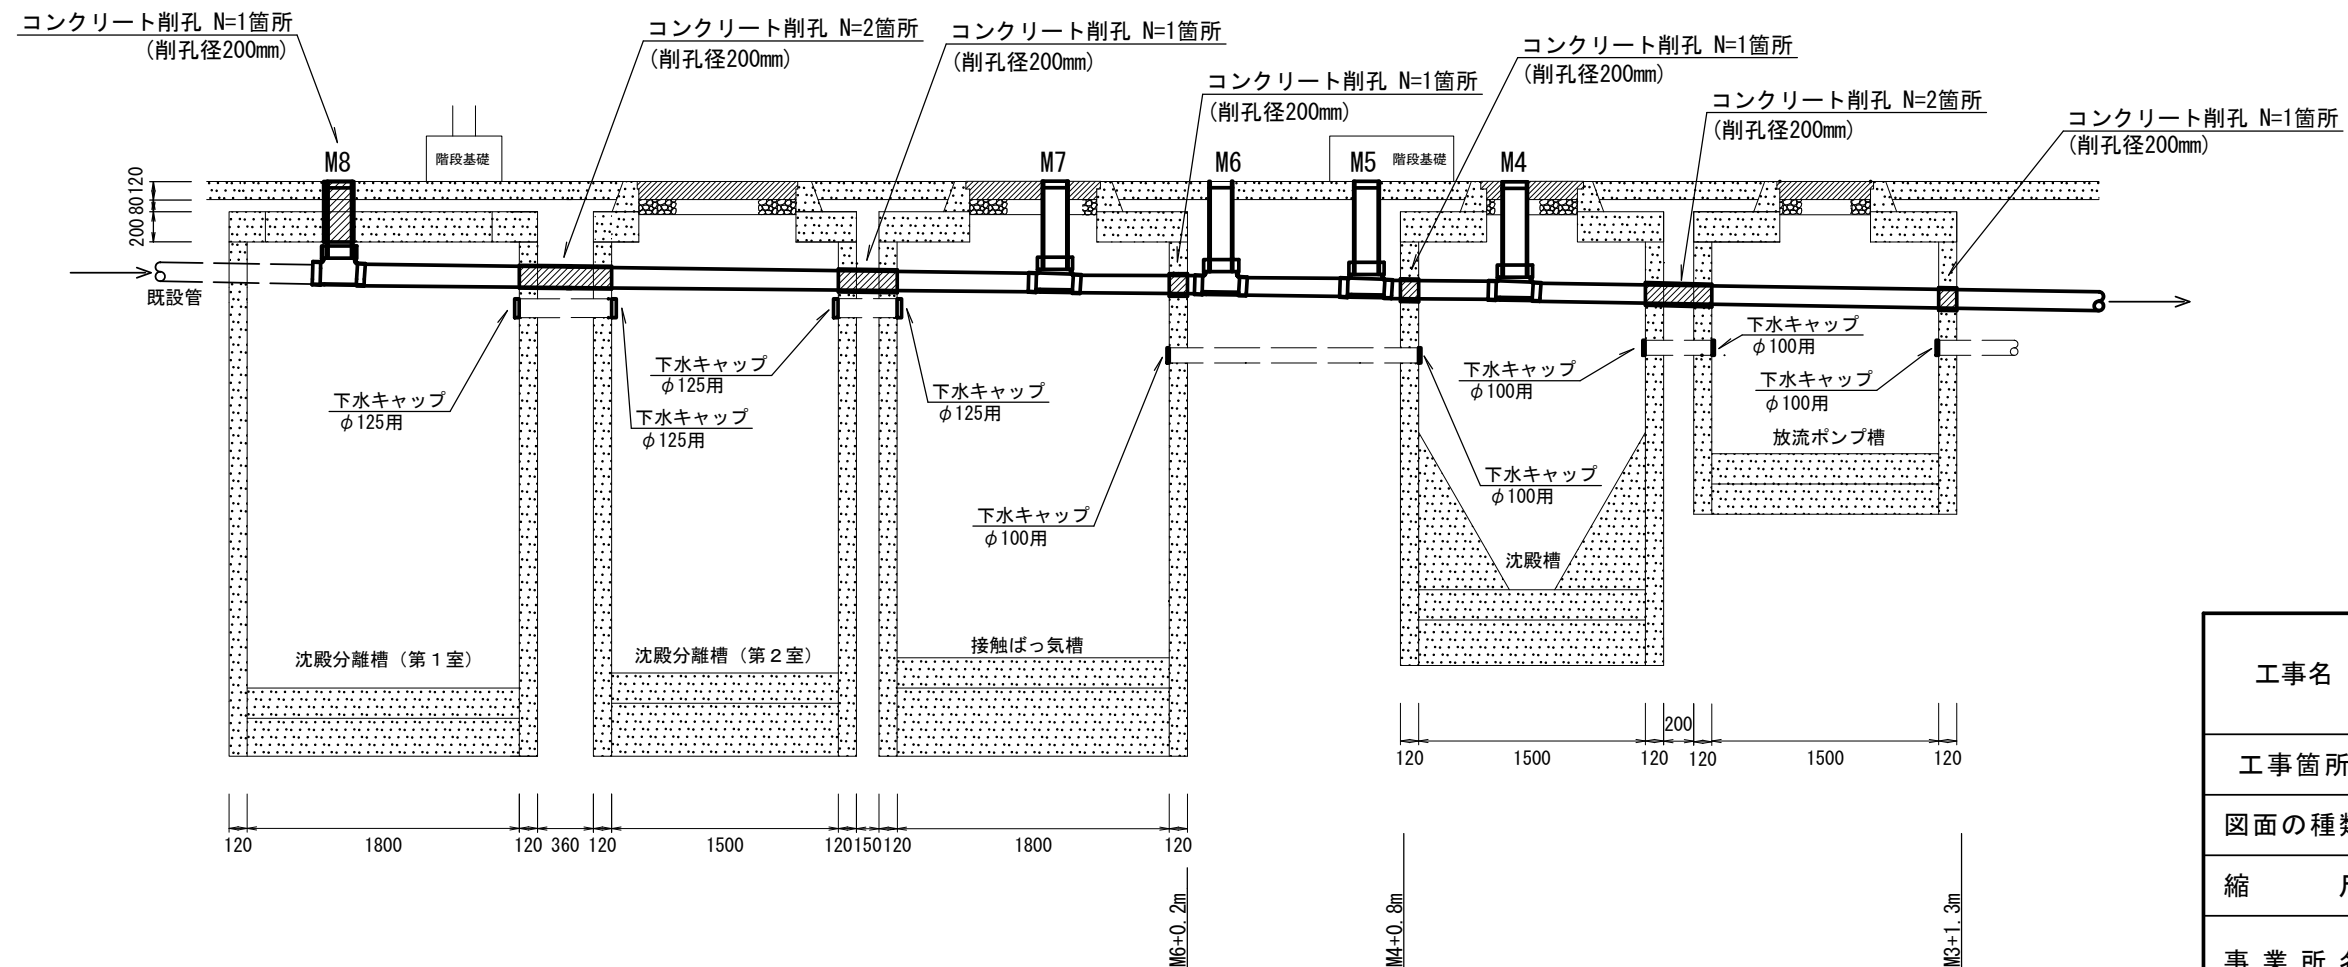 コンクリート削孔 N=1箇所
(削孔径200mm)
コンクリート削孔 N=2箇所
(削孔径200mm)
コンクリート削孔 N=1箇所
(削孔径200mm)
コンクリート削孔 N=1箇所
(削孔径200mm)
コンクリート削孔 N=1箇所
(削孔径200mm)
コンクリート削孔 N=2箇所
(削孔径200mm)
コンクリート削孔 N=1箇所
(削孔径200mm)
M8
階段基礎
M7
M6
M5
階段基礎
M4
120
80
200
既設管
下水キャップ
φ125用
下水キャップ
φ125用
下水キャップ
φ125用
下水キャップ
φ125用
下水キャップ
φ100用
下水キャップ
φ100用
下水キャップ
φ100用
下水キャップ
φ100用
下水キャップ
φ100用
放流ポンプ槽
沈殿槽
沈殿分離槽（第１室）
沈殿分離槽（第２室）
接触ばっ気槽
120 1500 120 200 120 1500 120
120 1800 120 360 120 1500 120 150 120 1800 120
M6+0.2m
M4+0.8m
M3+1.3m
工事名
工事箇所
図面の種
縮
事業所